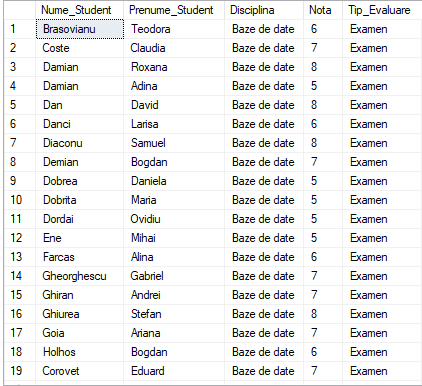 Nume_Student Prenume_Student Disciplina Nota Tip_Evaluare
1 Brasovianu Teodora Baze de date 6 Examen
2 Coste Claudia Baze de date 7 Examen
3 Damian Roxana Baze de date 8 Examen
4 Damian Adina Baze de date 5 Examen
5 Dan David Baze de date 8 Examen
6 Danci Larisa Baze de date 6 Examen
7 Diaconu Samuel Baze de date 8 Examen
8 Demian Bogdan Baze de date 7 Examen
9 Dobrea Daniela Baze de date 5 Examen
10 Dobrita Maria Baze de date 5 Examen
11 Dordai Ovidiu Baze de date 5 Examen
12 Ene Mihai Baze de date 5 Examen
13 Farcas Alina Baze de date 6 Examen
14 Gheorghescu Gabriel Baze de date 7 Examen
15 Ghiran Andrei Baze de date 7 Examen
16 Ghiurea Stefan Baze de date 8 Examen
17 Goia Ariana Baze de date 7 Examen
18 Holhos Bogdan Baze de date 6 Examen
19 Corovet Eduard Baze de date 7 Examen